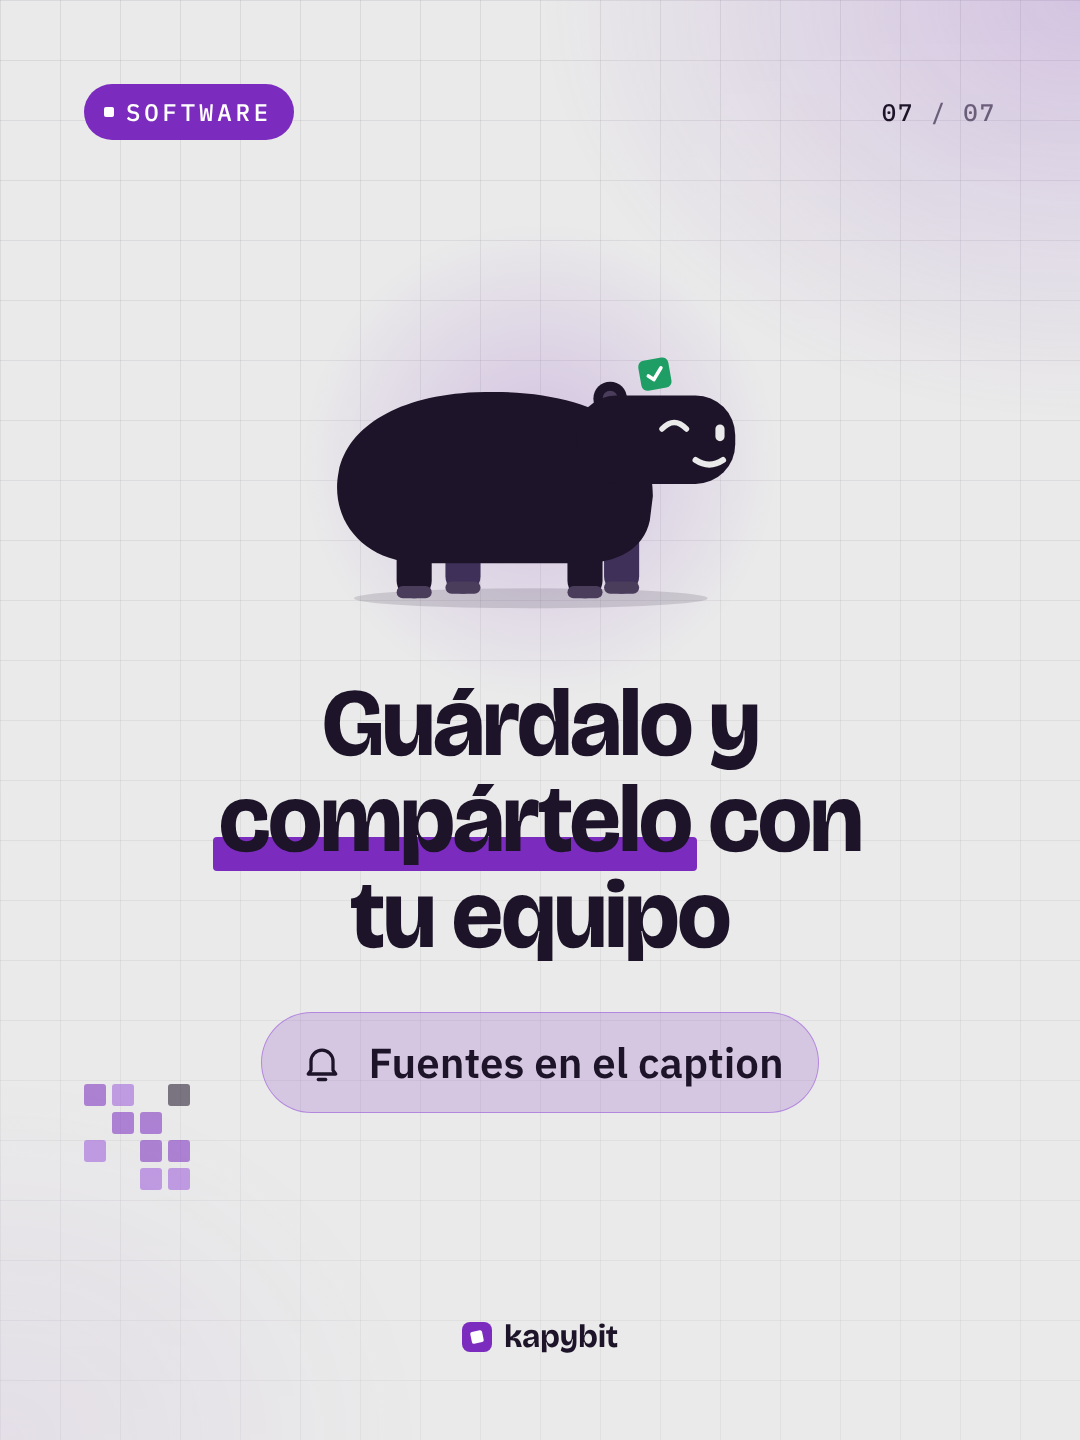 SOFTWARE
07 / 07
Guárdalo y
compártelo con
tu equipo
Fuentes en el caption
kapybit